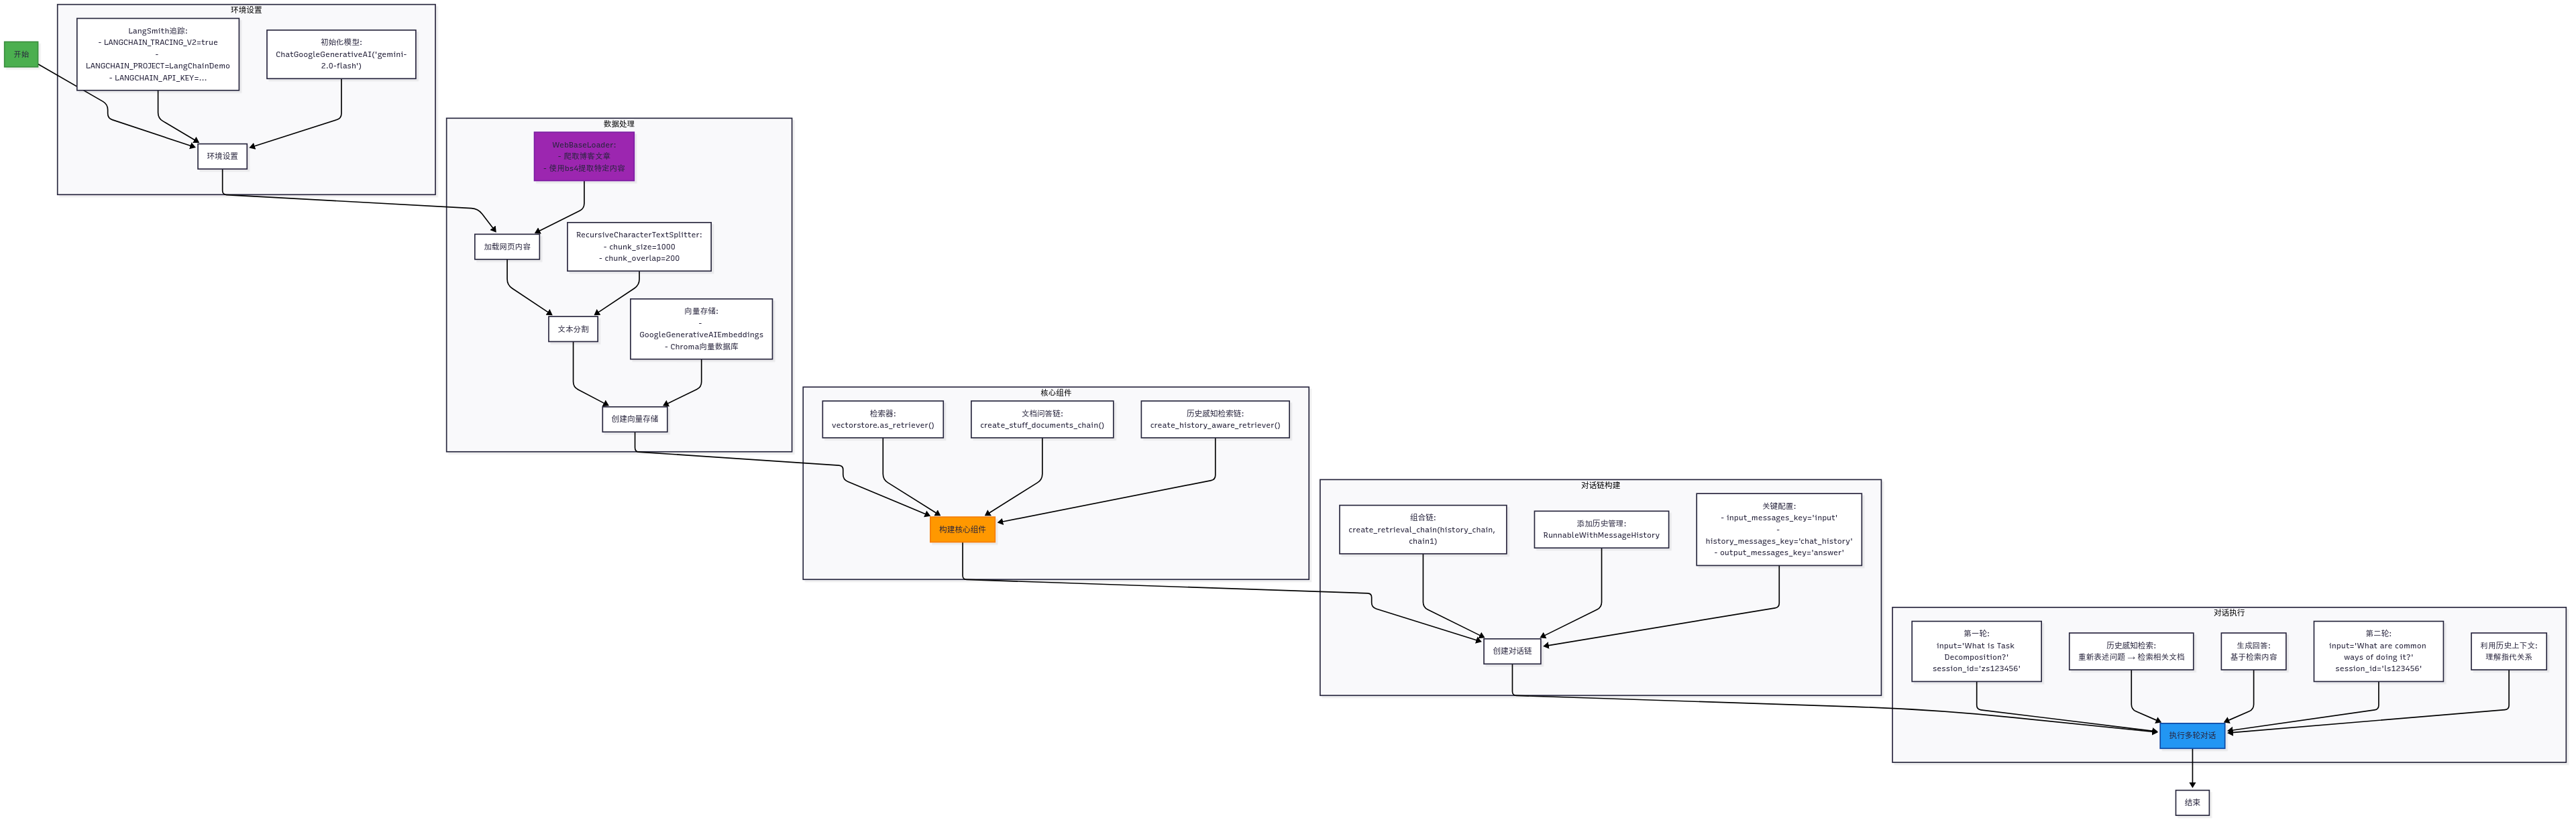 开始
环境设置
LangSmith追踪:
- LANGCHAIN_TRACING_V2=true
-
LANGCHAIN_PROJECT=LangChainDemo
- LANGCHAIN_API_KEY=...
初始化模型:
ChatGoogleGenerativeAI('gemini-
2.0-flash')
环境设置
数据处理
WebBaseLoader:
- 爬取博客文章
- 使用bs4提取特定内容
加载网页内容
RecursiveCharacterTextSplitter:
- chunk_size=1000
- chunk_overlap=200
文本分割
向量存储:
-
GoogleGenerativeAIEmbeddings
- Chroma向量数据库
创建向量存储
核心组件
检索器:
vectorstore.as_retriever()
文档问答链:
create_stuff_documents_chain()
历史感知检索链:
create_history_aware_retriever()
构建核心组件
对话链构建
组合链:
create_retrieval_chain(history_chain,
chain1)
添加历史管理:
RunnableWithMessageHistory
关键配置:
- input_messages_key='input'
-
history_messages_key='chat_history'
- output_messages_key='answer'
创建对话链
对话执行
第一轮:
input='What is Task
Decomposition?'
session_id='zs123456'
历史感知检索:
重新表述问题 → 检索相关文档
生成回答:
基于检索内容
第二轮:
input='What are common
ways of doing it?'
session_id='ls123456'
利用历史上下文:
理解指代关系
执行多轮对话
结束